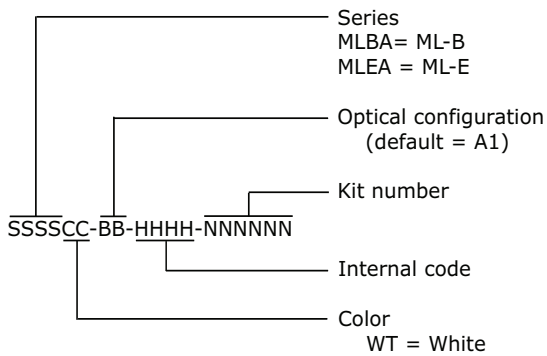 Series
MLBA= ML-B
MLEA = ML-E
Optical configuration
(default = A1)
Kit number
SSSSCC-BB-HHHH-NNNNNN
Internal code
Color
WT = White